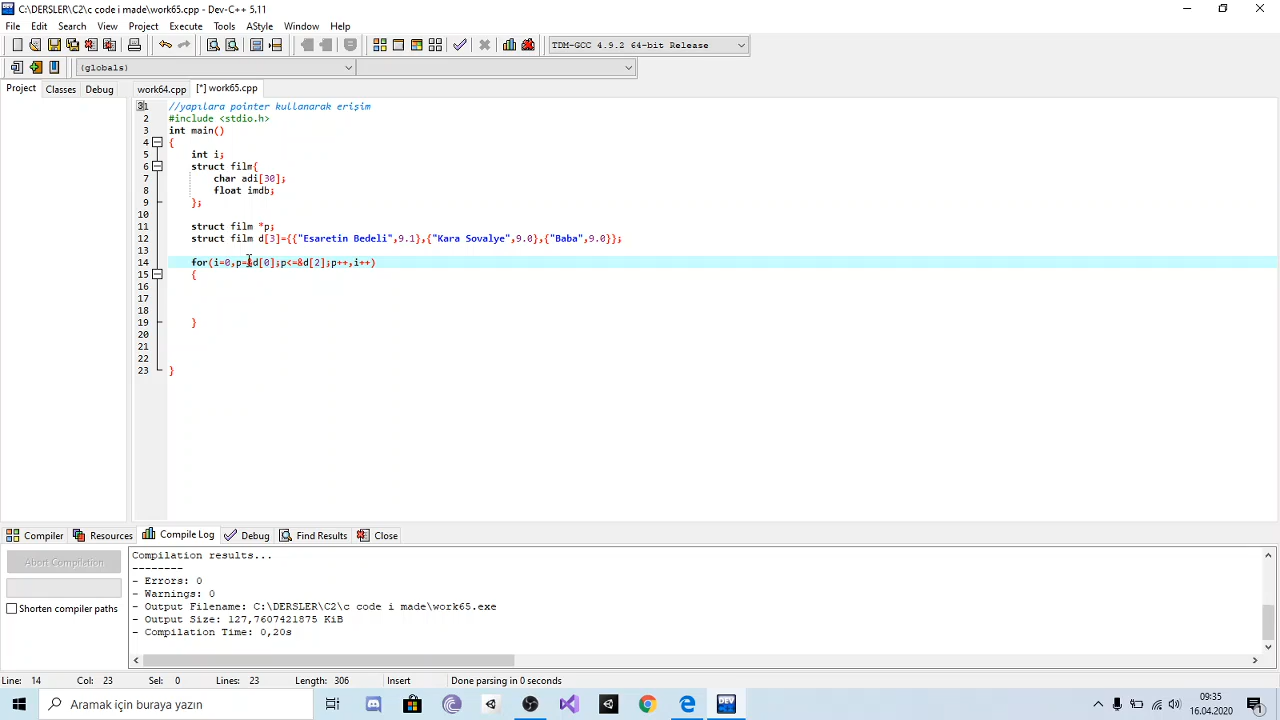 C:\DERSLER\C2\c code i made\work65.cpp - Dev-C++ 5.11
File Edit Search View Project Execute Tools AStyle Window Help
TDM-GCC 4.9.2 64-bit Release
(globals)
Project Classes Debug
work64.cpp [*] work65.cpp
31 //yapılara pointer kullanarak erişim
2 #include <stdio.h>
3 int main()
4 {
5 int i;
6 struct film{
7 char adi[30];
8 float imdb;
9 };
10
11 struct film *p;
12 struct film d[3]={{"Esaretin Bedeli",9.1},{"Kara Sovalye",9.0},{"Baba",9.0}};
13
14 for(i=0,p=&d[0];p<=&d[2];p++,i++)
15 {
16
17
18
19 }
20
21
22
23 }
Compiler Resources Compile Log Debug Find Results Close
Abort Compilation
Shorten compiler paths
Compilation results...
--------
- Errors: 0
- Warnings: 0
- Output Filename: C:\DERSLER\C2\c code i made\work65.exe
- Output Size: 127,7607421875 KiB
- Compilation Time: 0,20s
Line: 14 Col: 23 Sel: 0 Lines: 23 Length: 306 Insert Done parsing in 0 seconds
Aramak için buraya yazın
DEV
09:35
16.04.2020
1